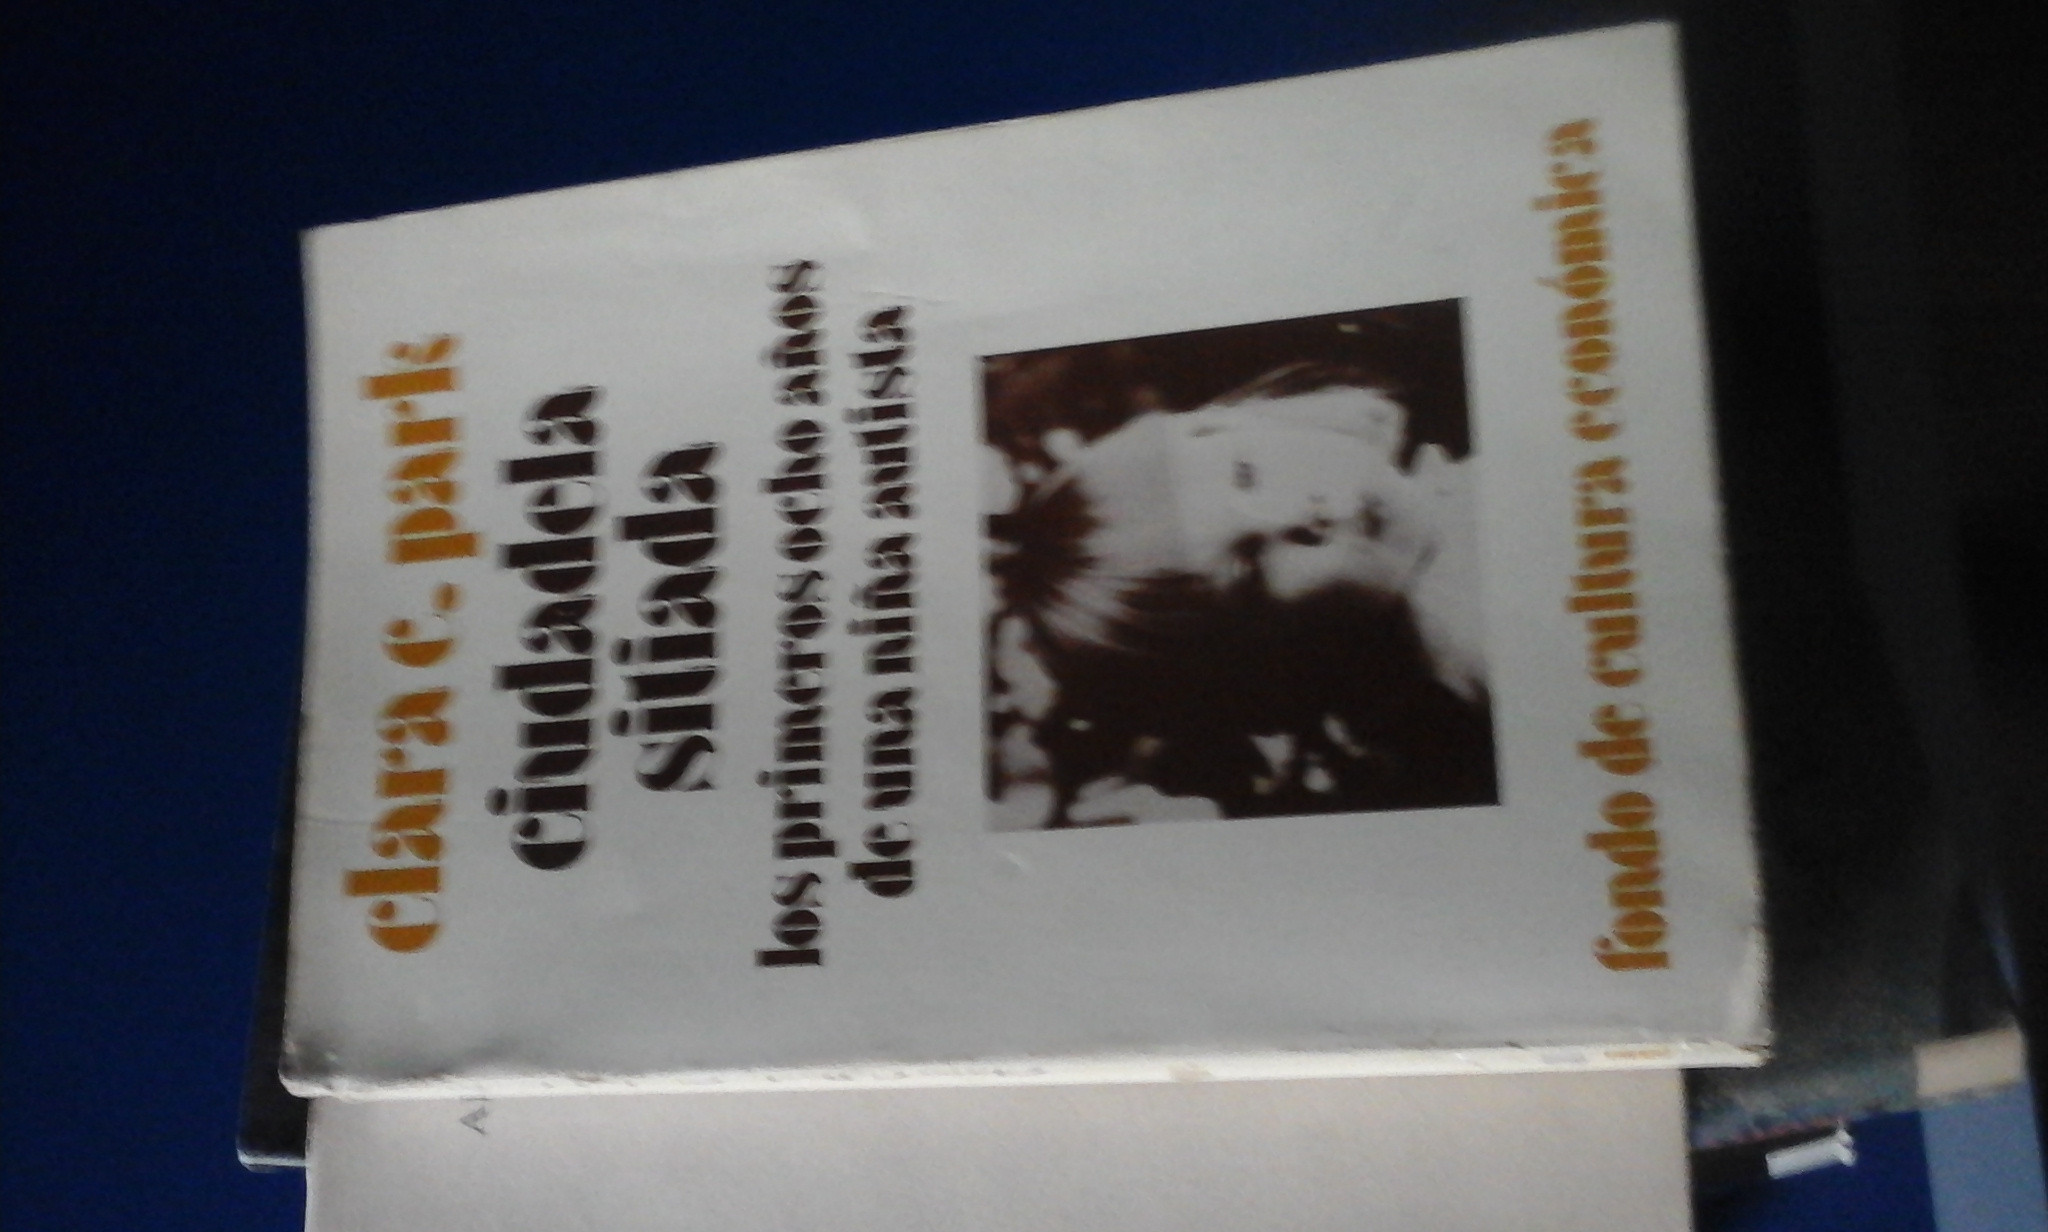 clara c. park
ciudadela
sitiada
los primeros ocho años
de una niña autista
fondo de cultura económica